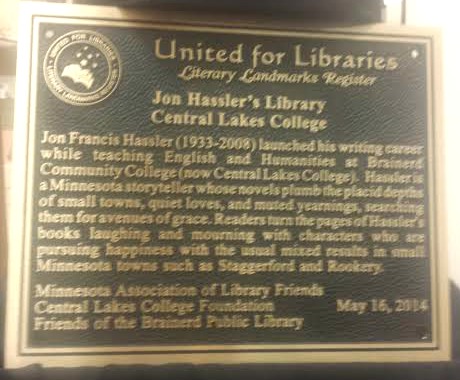 United for Libraries
Literary Landmarks Register
Jon Hassler's Library
Central Lakes College
Jon Francis Hassler (1933-2008) launched his writing career
while teaching English and Humanities at Brainerd
Community College (now Central Lakes College). Hassler is
a Minnesota storyteller whose novels plumb the placid depths
of small towns, quiet loves, and muted yearnings, searching
them for avenues of grace. Readers turn the pages of Hassler's
books laughing and mourning with characters who are
pursuing happiness with the usual mixed results in small
Minnesota towns such as Staggerford and Rookery.
Minnesota Association of Library Friends
Central Lakes College Foundation May 16, 2014
Friends of the Brainerd Public Library